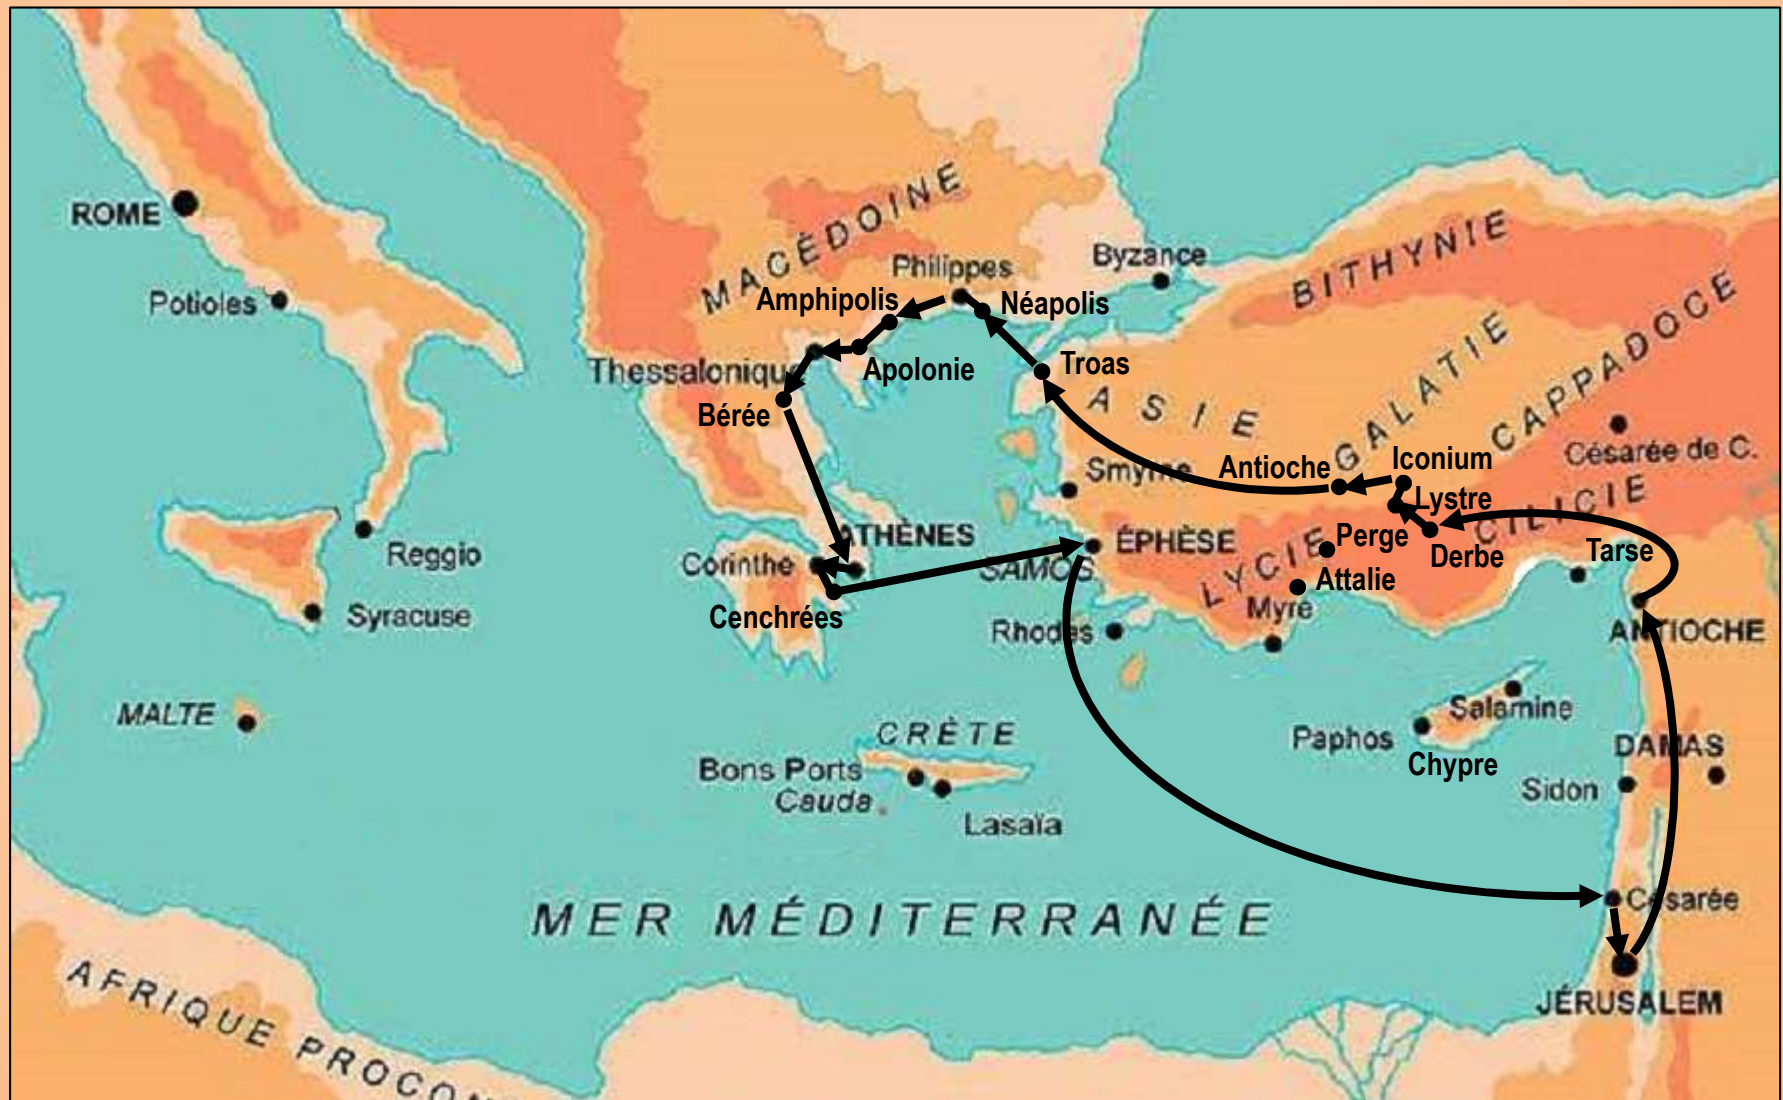 MACÉDOINE
ROME
BITHYNIE
Philippes
Byzance
Potioles
Amphipolis
Néapolis
CAPPADOCE
GALATIE
Thessalonique
Apolonie
Troas
Bérée
ASIE
Césarée de C.
Smyrne
Antioche
Iconium
Lystre
CILICIE
Reggio
ATHÈNES
ÉPHÈSE
Perge
Derbe
Tarse
Corinthe
SAMOS
LYCIE
Attalie
Syracuse
Cenchrées
Myre
Rhodes
ANTIOCHE
MALTE
Salamine
CRÈTE
Paphos
Chypre
DAMAS
Bons Ports
Cauda
Sidon
Lasaïa
Césarée
MER MÉDITERRANÉE
JÉRUSALEM
AFRIQUE PROCON